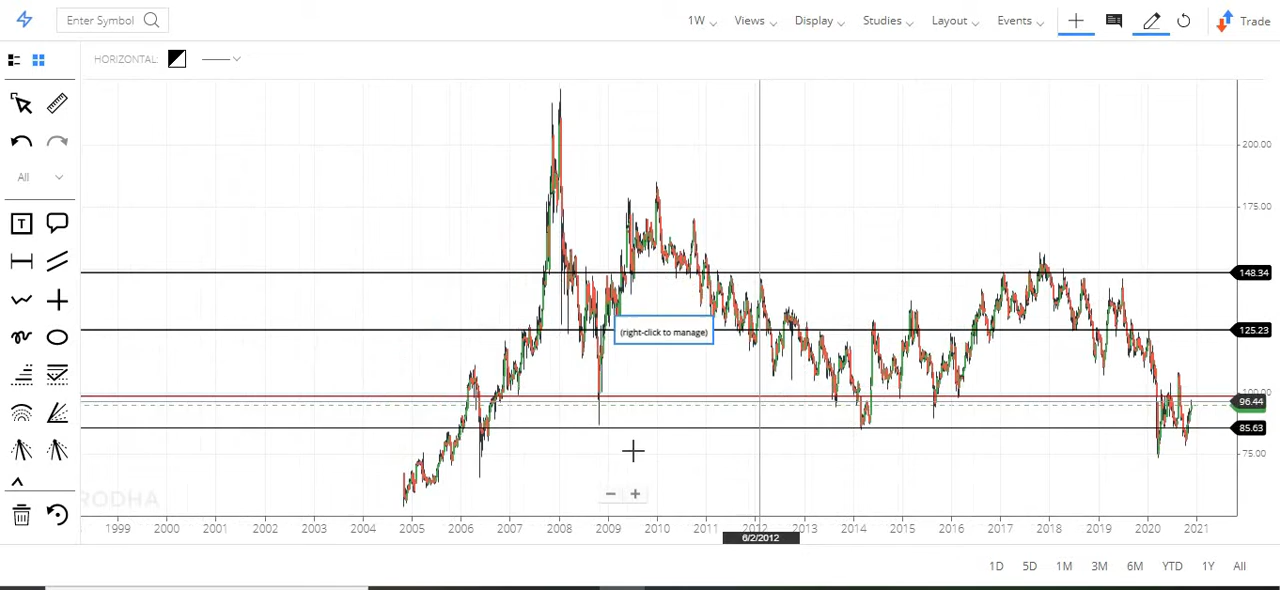 Enter Symbol
1W Views Display Studies Layout Events Trade
HORIZONTAL:
All
T
200.00
175.00
148.34
(right-click to manage)
125.23
96.44
85.63
75.00
RODHA
1999 2000 2001 2002 2003 2004 2005 2006 2007 2008 2009 2010 2011 2012 2013 2014 2015 2016 2017 2018 2019 2020 2021
6/2/2012
1D 5D 1M 3M 6M YTD 1Y All